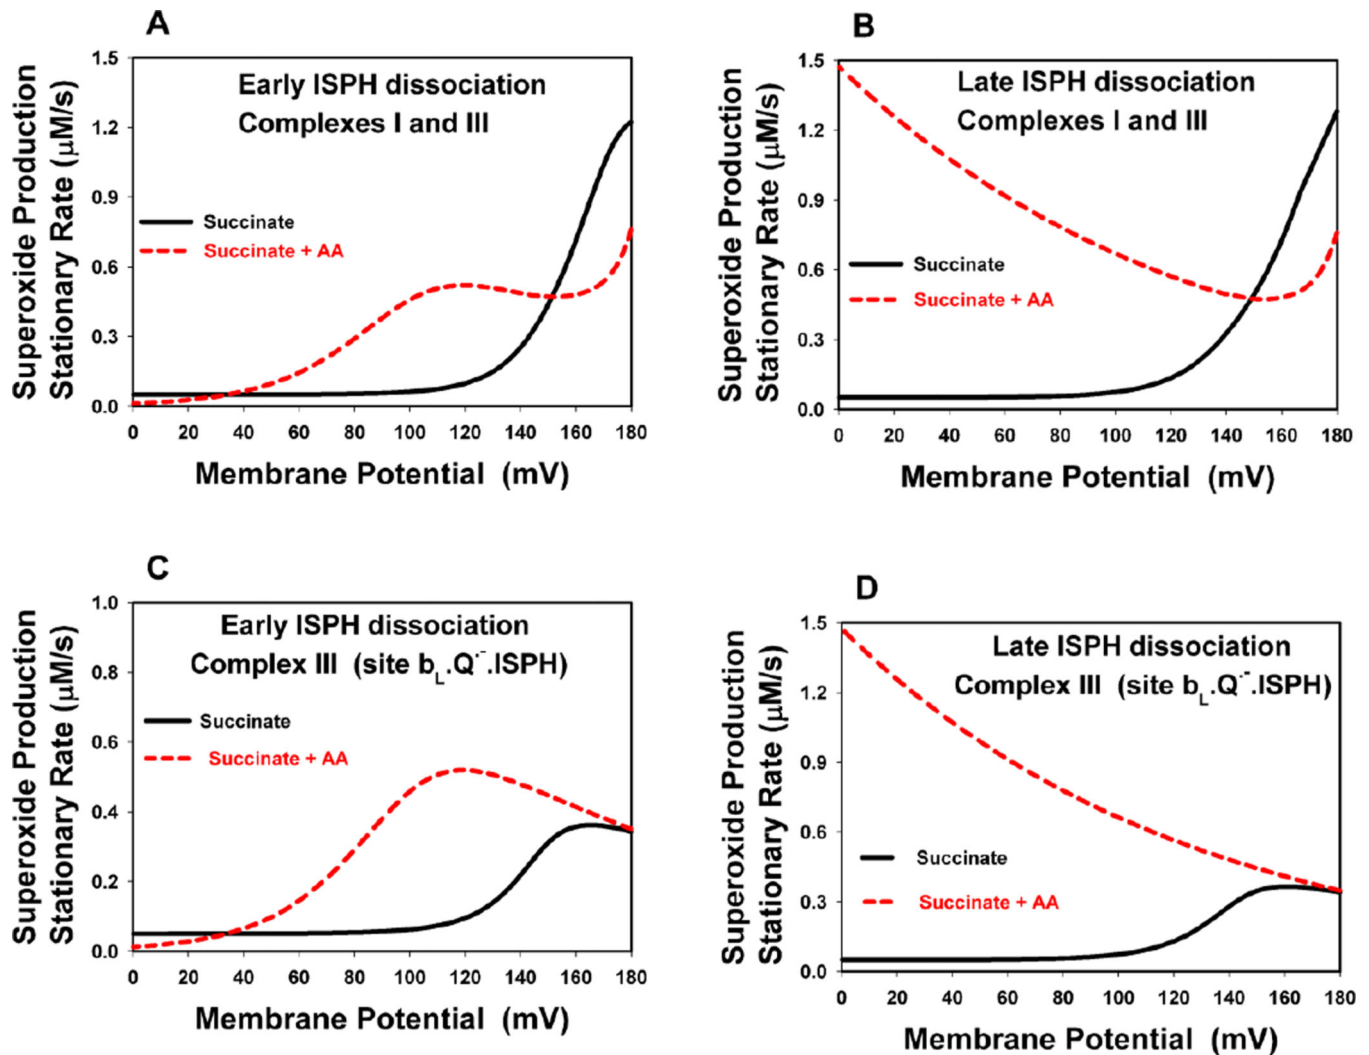 A
Superoxide Production
Stationary Rate (μM/s)
1.5
1.2
0.9
0.6
0.3
0.0
Early ISPH dissociation
Complexes I and III
Succinate
Succinate + AA
0 20 40 60 80 100 120 140 160 180
Membrane Potential (mV)
B
Superoxide Production
Stationary Rate (μM/s)
1.5
1.2
0.9
0.6
0.3
0.0
Late ISPH dissociation
Complexes I and III
Succinate
Succinate + AA
0 20 40 60 80 100 120 140 160 180
Membrane Potential (mV)
C
Superoxide Production
Stationary Rate (μM/s)
1.0
0.8
0.6
0.4
0.2
0.0
Early ISPH dissociation
Complex III (site b_L.Q·⁻.ISPH)
Succinate
Succinate + AA
0 20 40 60 80 100 120 140 160 180
Membrane Potential (mV)
D
Superoxide Production
Stationary Rate (μM/s)
1.5
1.2
0.9
0.6
0.3
0.0
Late ISPH dissociation
Complex III (site b_L.Q·⁻.ISPH)
Succinate
Succinate + AA
0 20 40 60 80 100 120 140 160 180
Membrane Potential (mV)